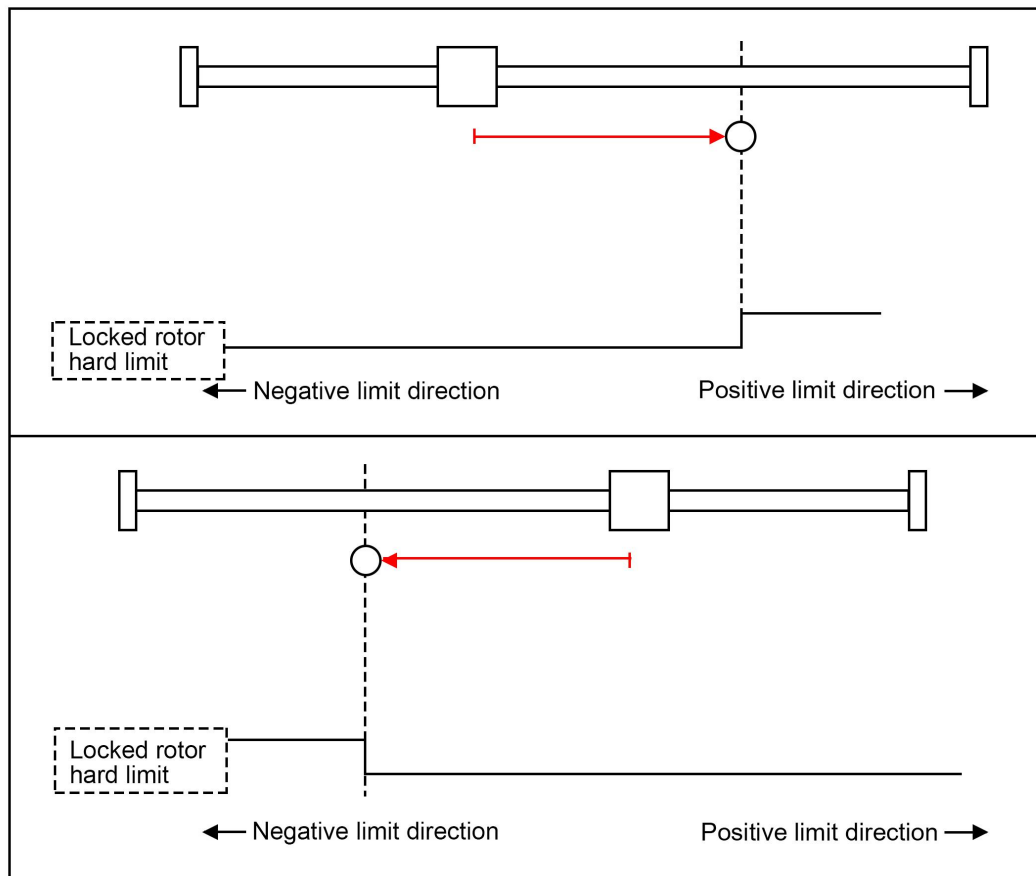 Locked rotor
hard limit
Negative limit direction
Positive limit direction
Locked rotor
hard limit
Negative limit direction
Positive limit direction